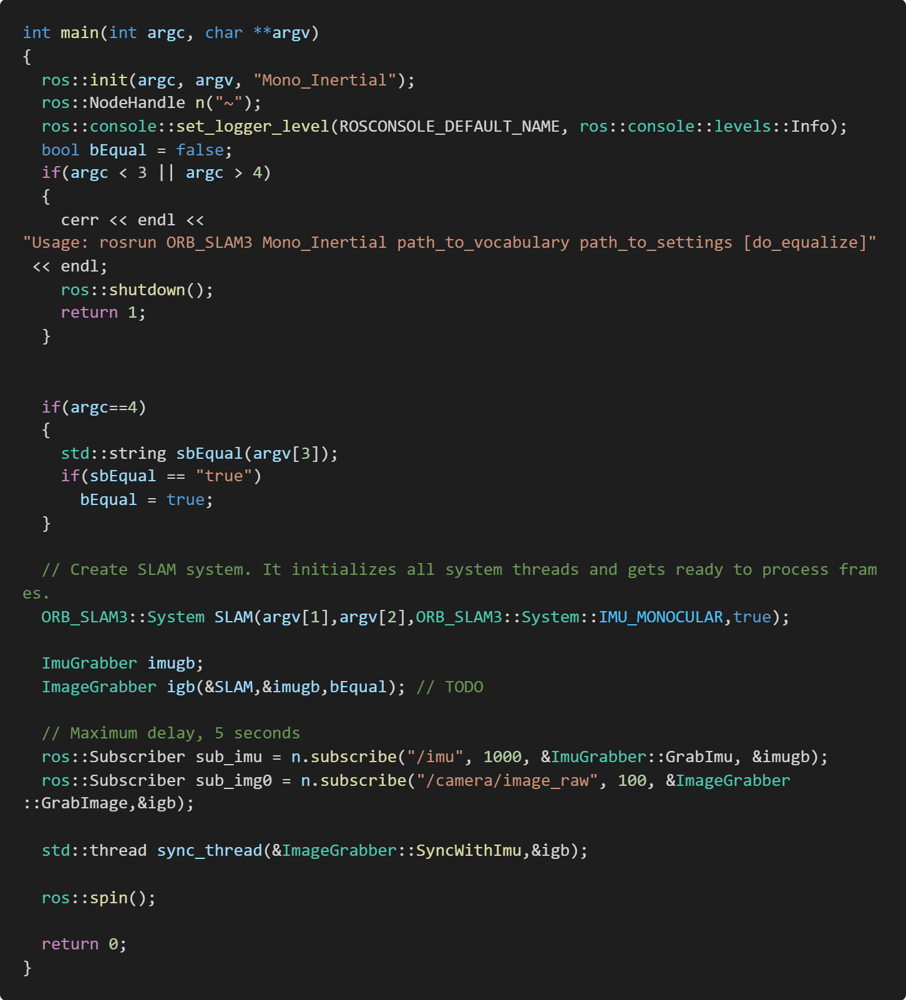 int main(int argc, char **argv)
{
  ros::init(argc, argv, "Mono_Inertial");
  ros::NodeHandle n("~");
  ros::console::set_logger_level(ROSCONSOLE_DEFAULT_NAME, ros::console::levels::Info);
  bool bEqual = false;
  if(argc < 3 || argc > 4)
  {
    cerr << endl <<
"Usage: rosrun ORB_SLAM3 Mono_Inertial path_to_vocabulary path_to_settings [do_equalize]"
 << endl;
    ros::shutdown();
    return 1;
  }
  if(argc==4)
  {
    std::string sbEqual(argv[3]);
    if(sbEqual == "true")
      bEqual = true;
  }
  // Create SLAM system. It initializes all system threads and gets ready to process fram
es.
  ORB_SLAM3::System SLAM(argv[1],argv[2],ORB_SLAM3::System::IMU_MONOCULAR,true);
  ImuGrabber imugb;
  ImageGrabber igb(&SLAM,&imugb,bEqual); // TODO
  // Maximum delay, 5 seconds
  ros::Subscriber sub_imu = n.subscribe("/imu", 1000, &ImuGrabber::GrabImu, &imugb);
  ros::Subscriber sub_img0 = n.subscribe("/camera/image_raw", 100, &ImageGrabber
::GrabImage,&igb);
  std::thread sync_thread(&ImageGrabber::SyncWithImu,&igb);
  ros::spin();
  return 0;
}